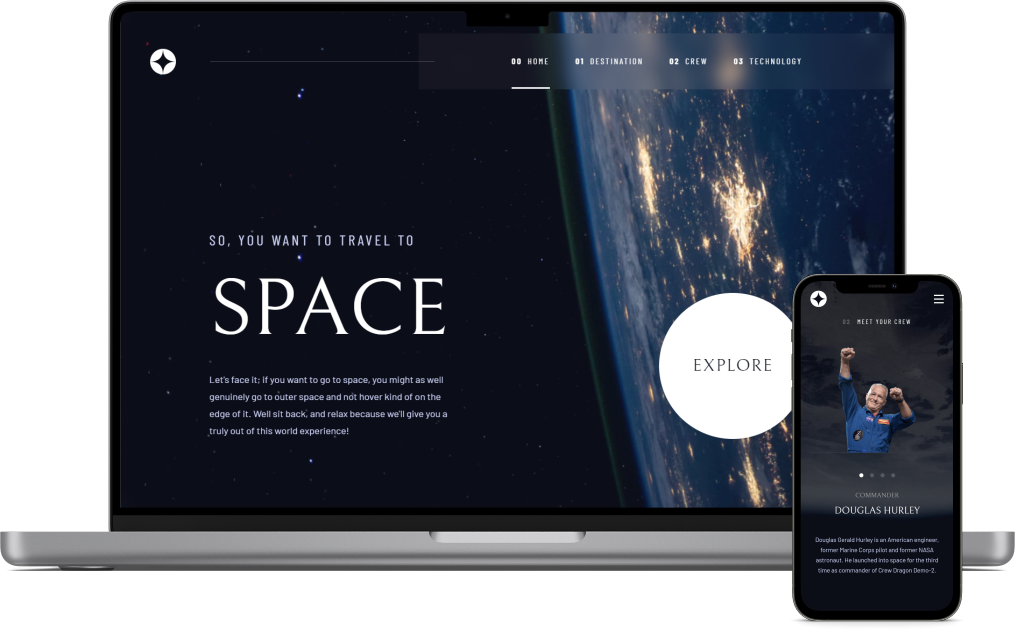 00 HOME 01 DESTINATION 02 CREW 03 TECHNOLOGY
SO, YOU WANT TO TRAVEL TO
SPACE
Let's face it; if you want to go to space, you might as well
genuinely go to outer space and not hover kind of on the
edge of it. Well sit back, and relax because we'll give you a
truly out of this world experience!
EXPLORE
02 MEET YOUR CREW
COMMANDER
DOUGLAS HURLEY
Douglas Gerald Hurley is an American engineer,
former Marine Corps pilot and former NASA
astronaut. He launched into space for the third
time as commander of Crew Dragon Demo-2.